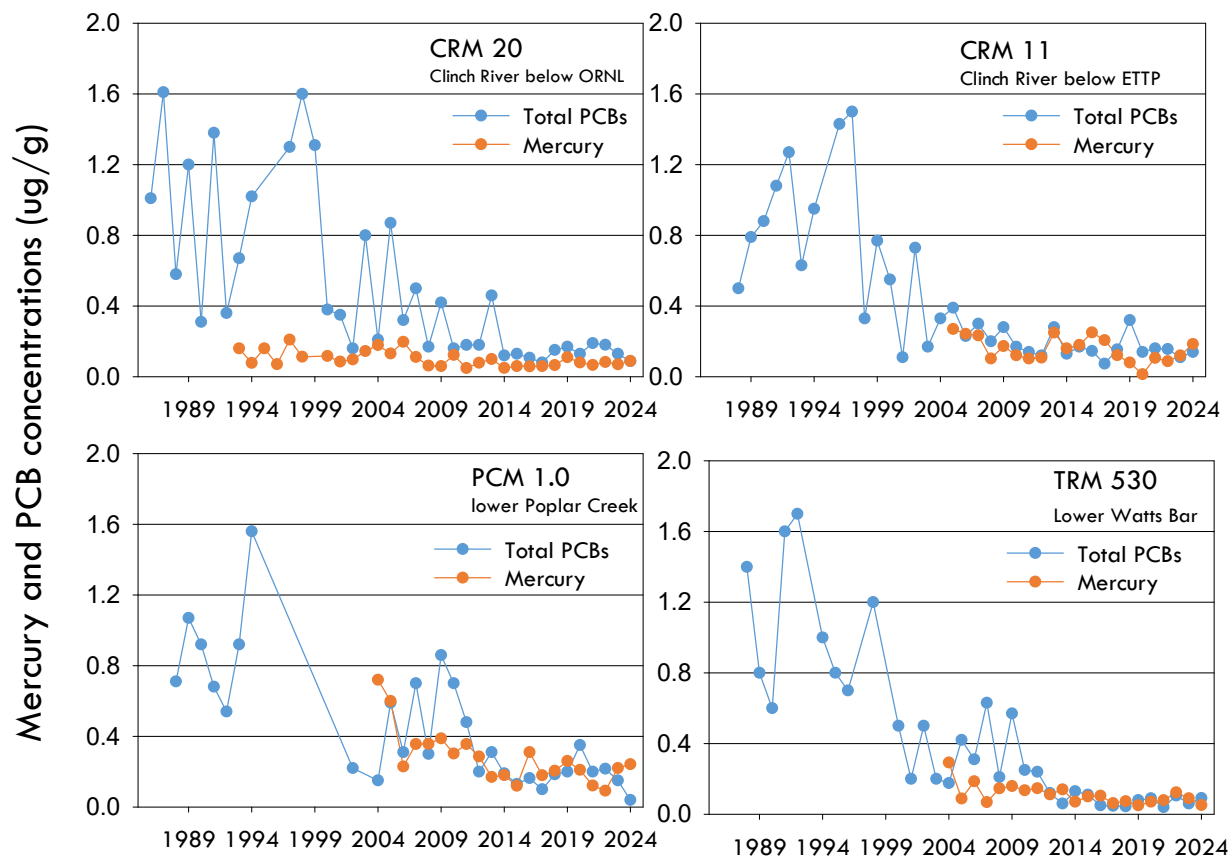 Mercury and PCB concentrations (ug/g)
2.0
1.6
1.2
0.8
0.4
0.0
CRM 20
Clinch River below ORNL
Total PCBs
Mercury
1989 1994 1999 2004 2009 2014 2019 2024
2.0
1.6
1.2
0.8
0.4
0.0
CRM 11
Clinch River below ETTP
Total PCBs
Mercury
1989 1994 1999 2004 2009 2014 2019 2024
2.0
1.6
1.2
0.8
0.4
0.0
PCM 1.0
lower Poplar Creek
Total PCBs
Mercury
1989 1994 1999 2004 2009 2014 2019 2024
2.0
1.6
1.2
0.8
0.4
0.0
TRM 530
Lower Watts Bar
Total PCBs
Mercury
1989 1994 1999 2004 2009 2014 2019 2024